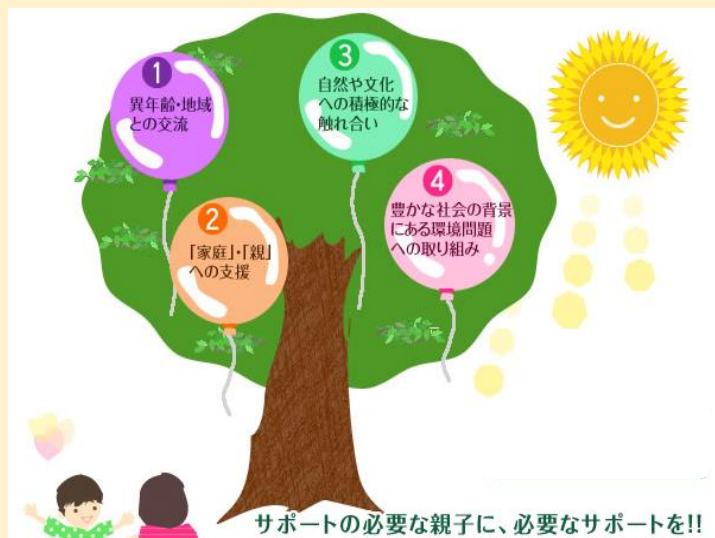 1
異年齢・地域
との交流
2
「家庭」・「親」
への支援
3
自然や文化
への積極的な
触れ合い
4
豊かな社会の背景
にある環境問題
への取り組み
サポートの必要な親子に、必要なサポートを!!